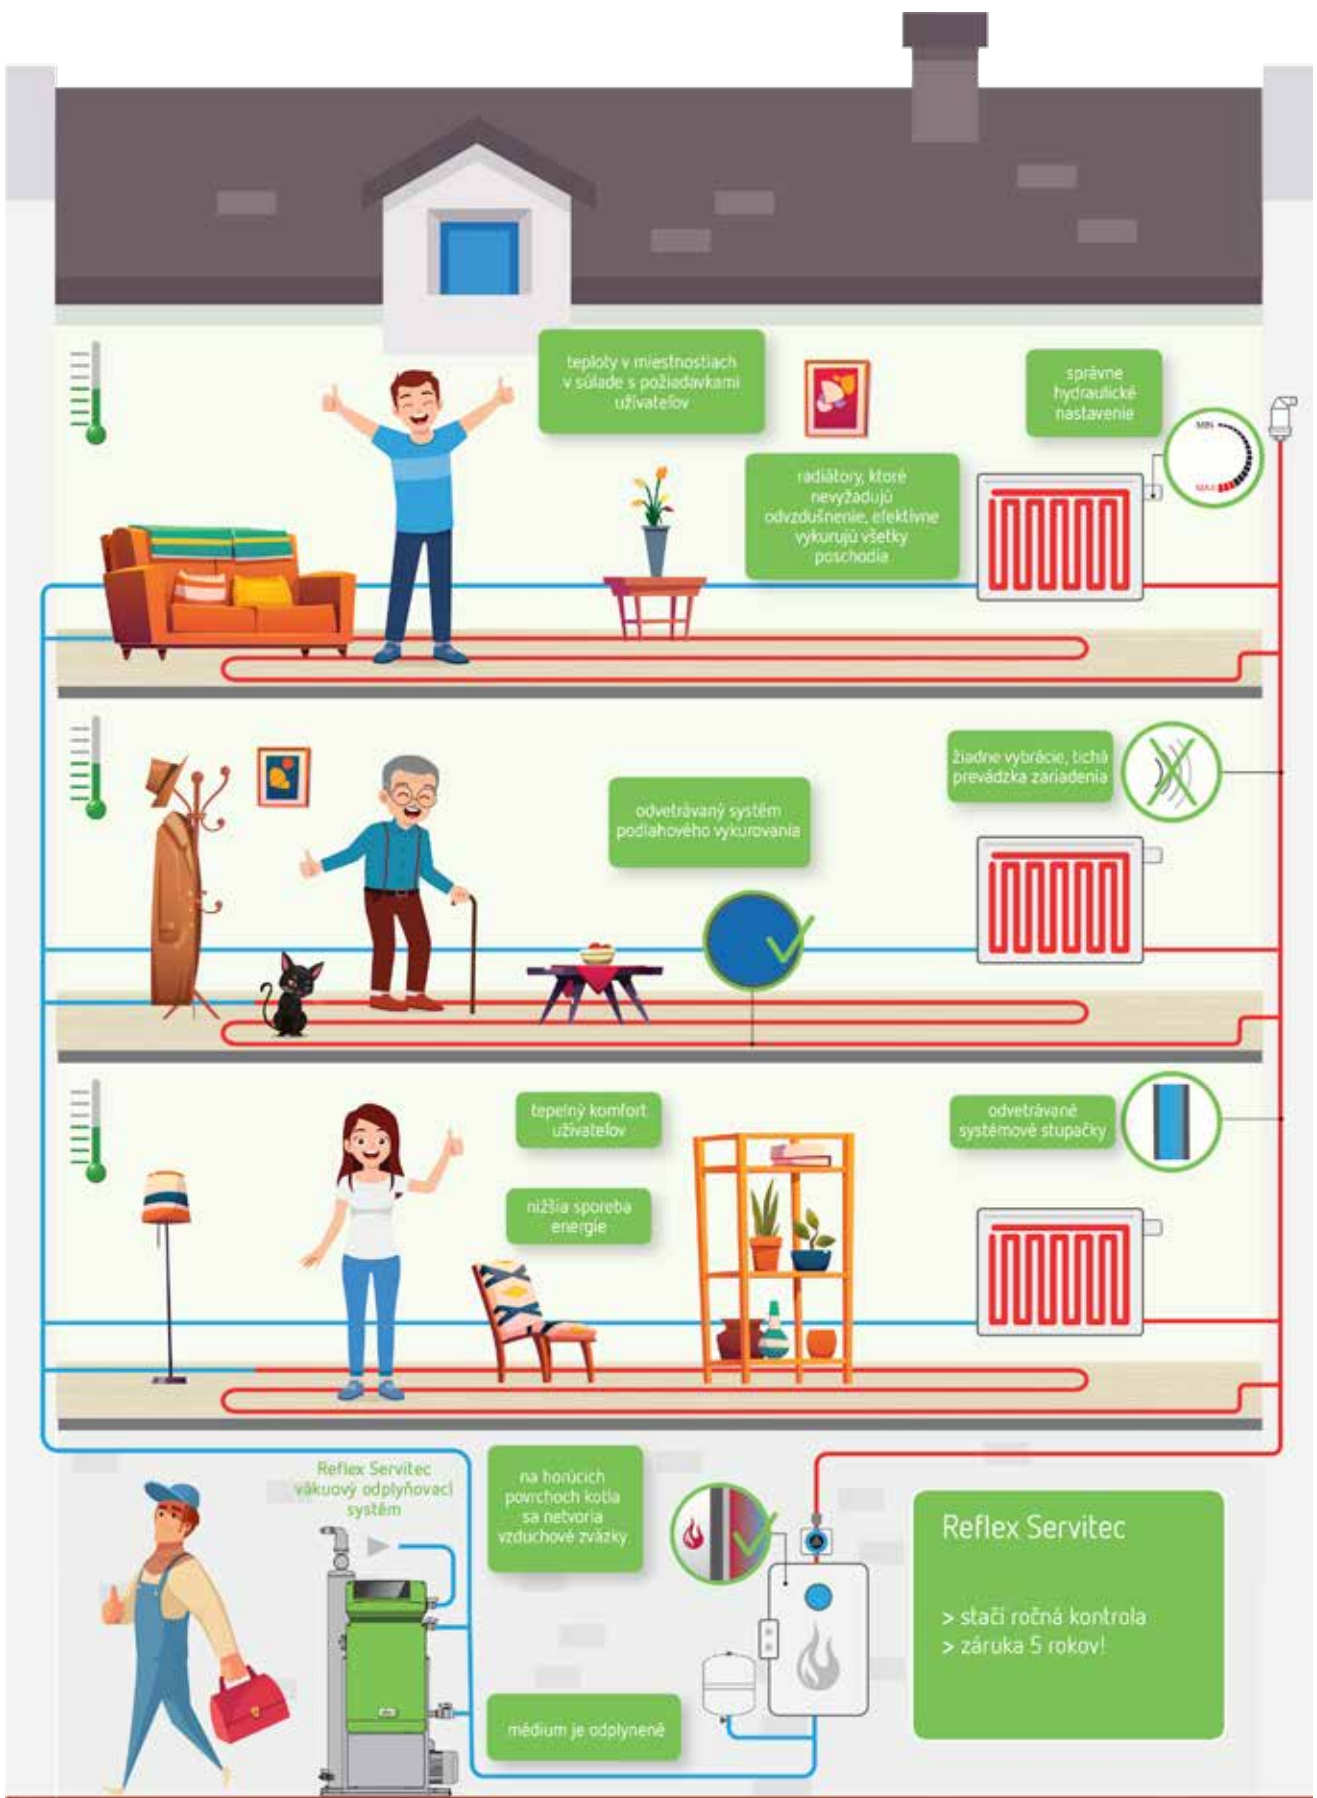 teploty v miestnostiach
v súlade s požiadavkami
užívateľov
správne
hydraulické
nastavenie
MIN
MAX
radiátory, ktoré
nevyžadujú
odvzdušnenie, efektívne
vykurujú všetky
poschodia
žiadne vybrácie, tichá
prevádzka zariadenia
odvetrávaný systém
podlahového vykurovania
tepelný komfort
užívateľov
odvetrávané
systémové stupačky
nižšia sporeba
energie
Reflex Servitec
vákuový odplyňovací
systém
na horúcich
povrchoch kotla
sa netvoria
vzduchové zväzky
Reflex Servitec
> stačí ročná kontrola
> záruka 5 rokov!
médium je odplynené